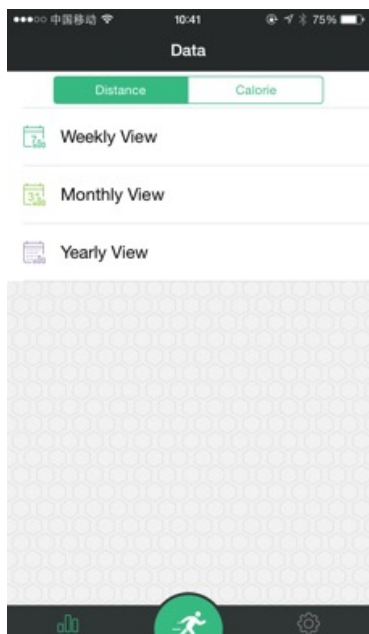 中国移动 10:41 75%
Data
Distance Calorie
Weekly View
Monthly View
Yearly View